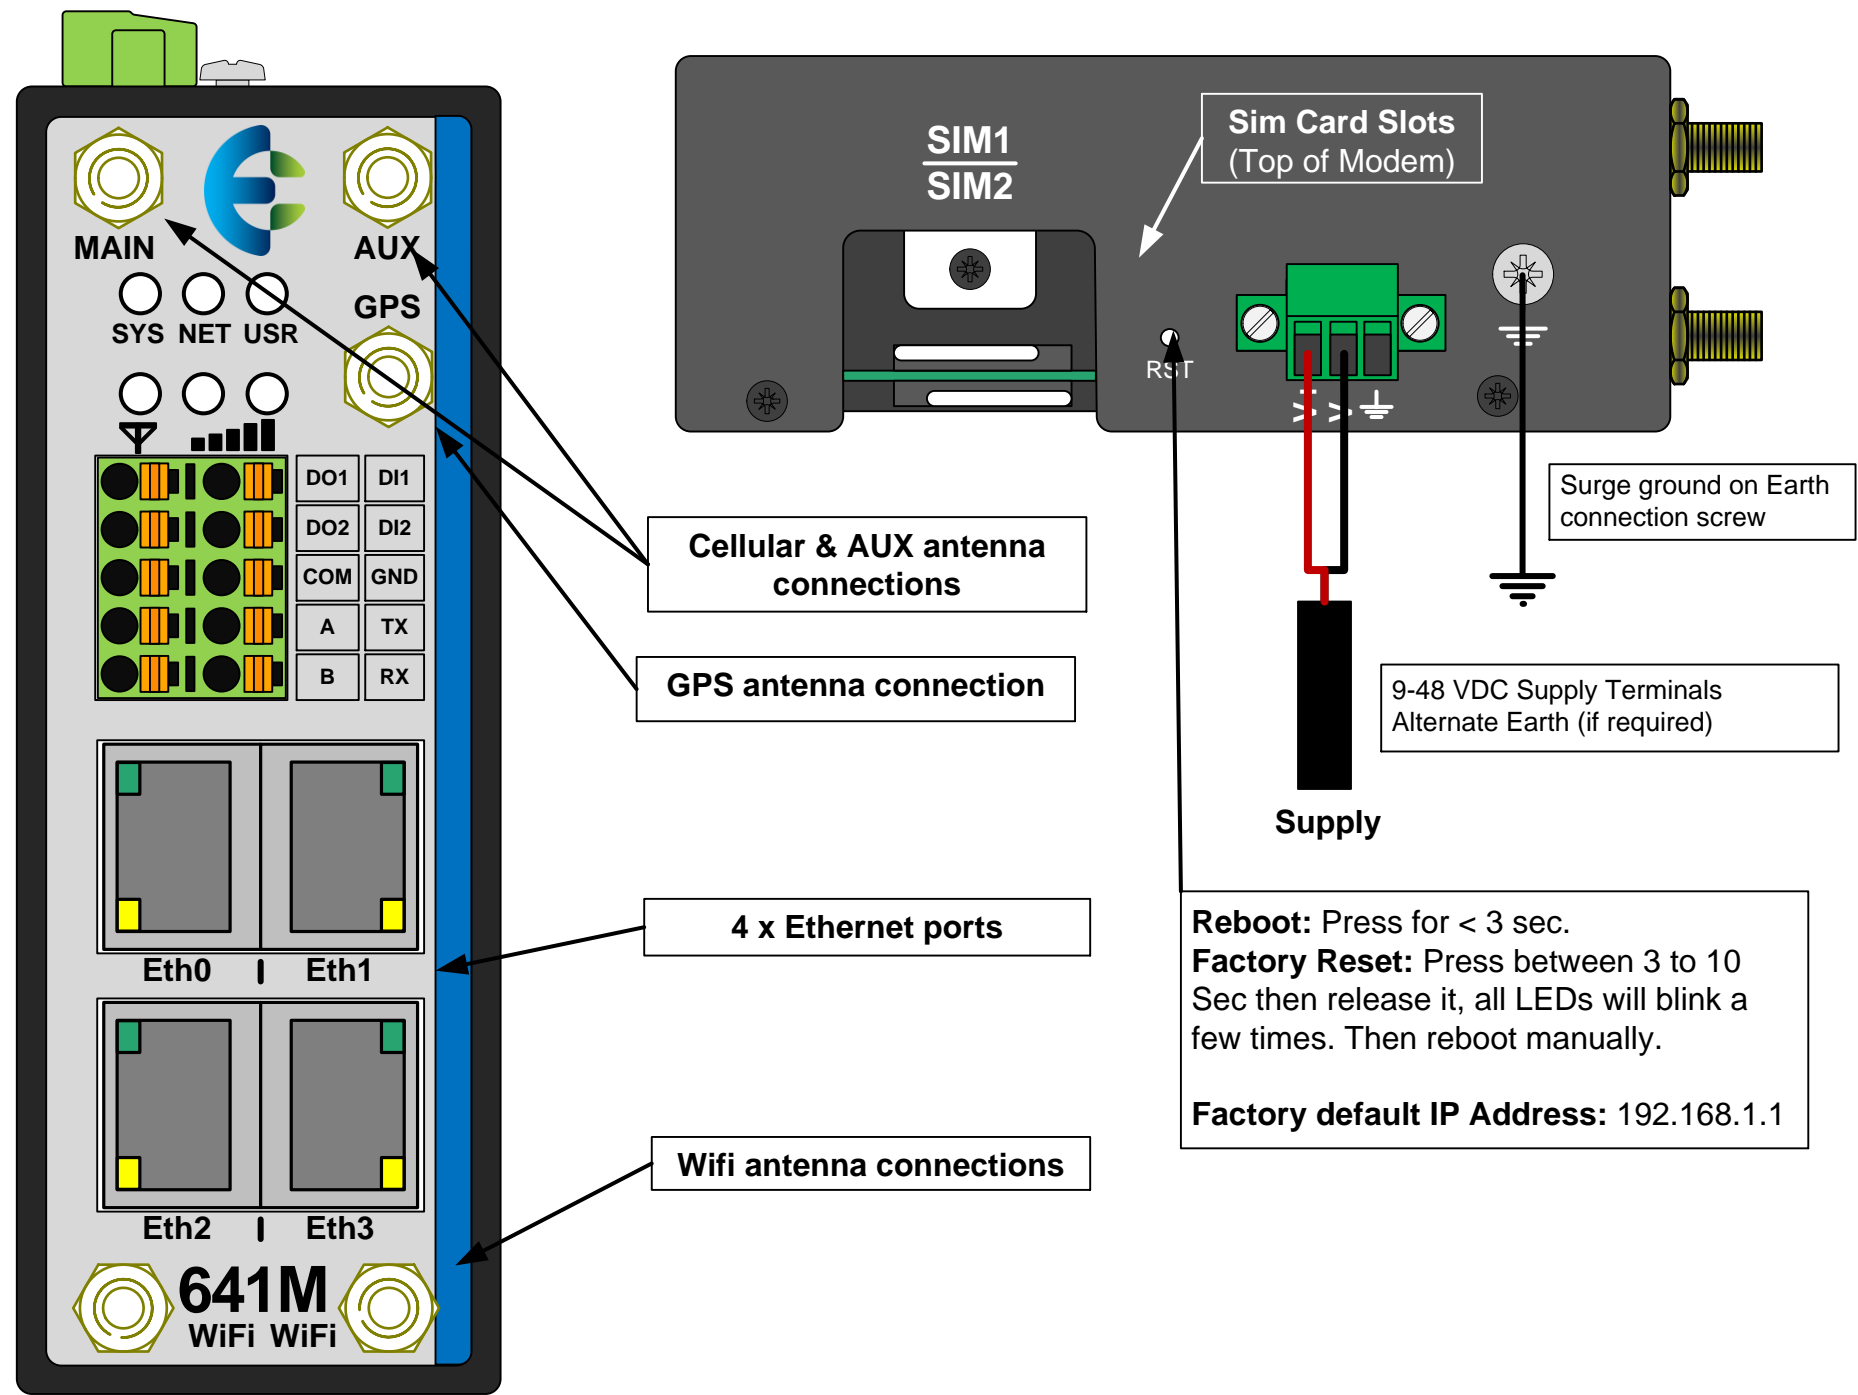 MAIN
AUX
GPS
SYS NET USR
DO1 DI1
DO2 DI2
COM GND
A TX
B RX
Eth0 I Eth1
Eth2 I Eth3
641M
WiFi WiFi
Cellular & AUX antenna
connections
GPS antenna connection
4 x Ethernet ports
Wifi antenna connections
SIM1
SIM2
Sim Card Slots
(Top of Modem)
RST
V+
V-
Surge ground on Earth
connection screw
9-48 VDC Supply Terminals
Alternate Earth (if required)
Supply
Reboot: Press for < 3 sec.
Factory Reset: Press between 3 to 10
Sec then release it, all LEDs will blink a
few times. Then reboot manually.
Factory default IP Address: 192.168.1.1